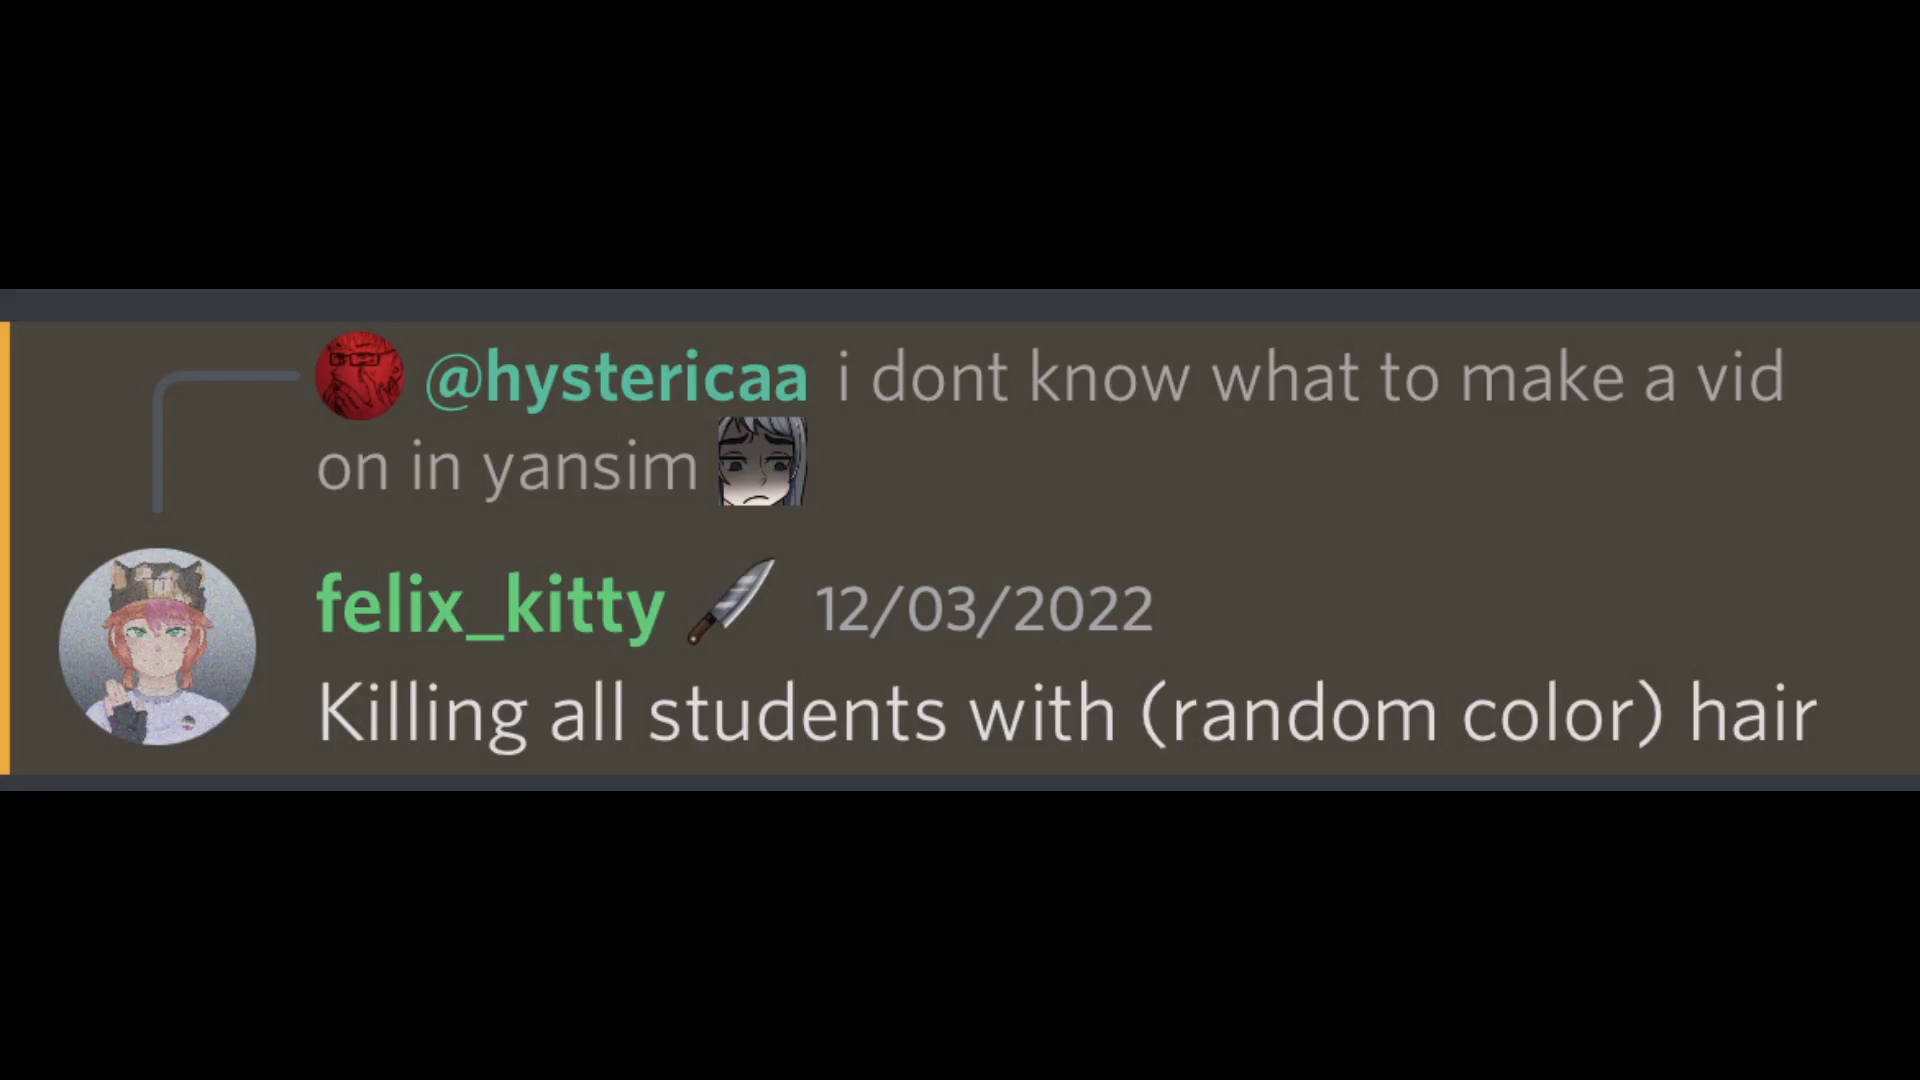 @hystericaa i dont know what to make a vid
on in yansim
felix_kitty 12/03/2022
Killing all students with (random color) hair